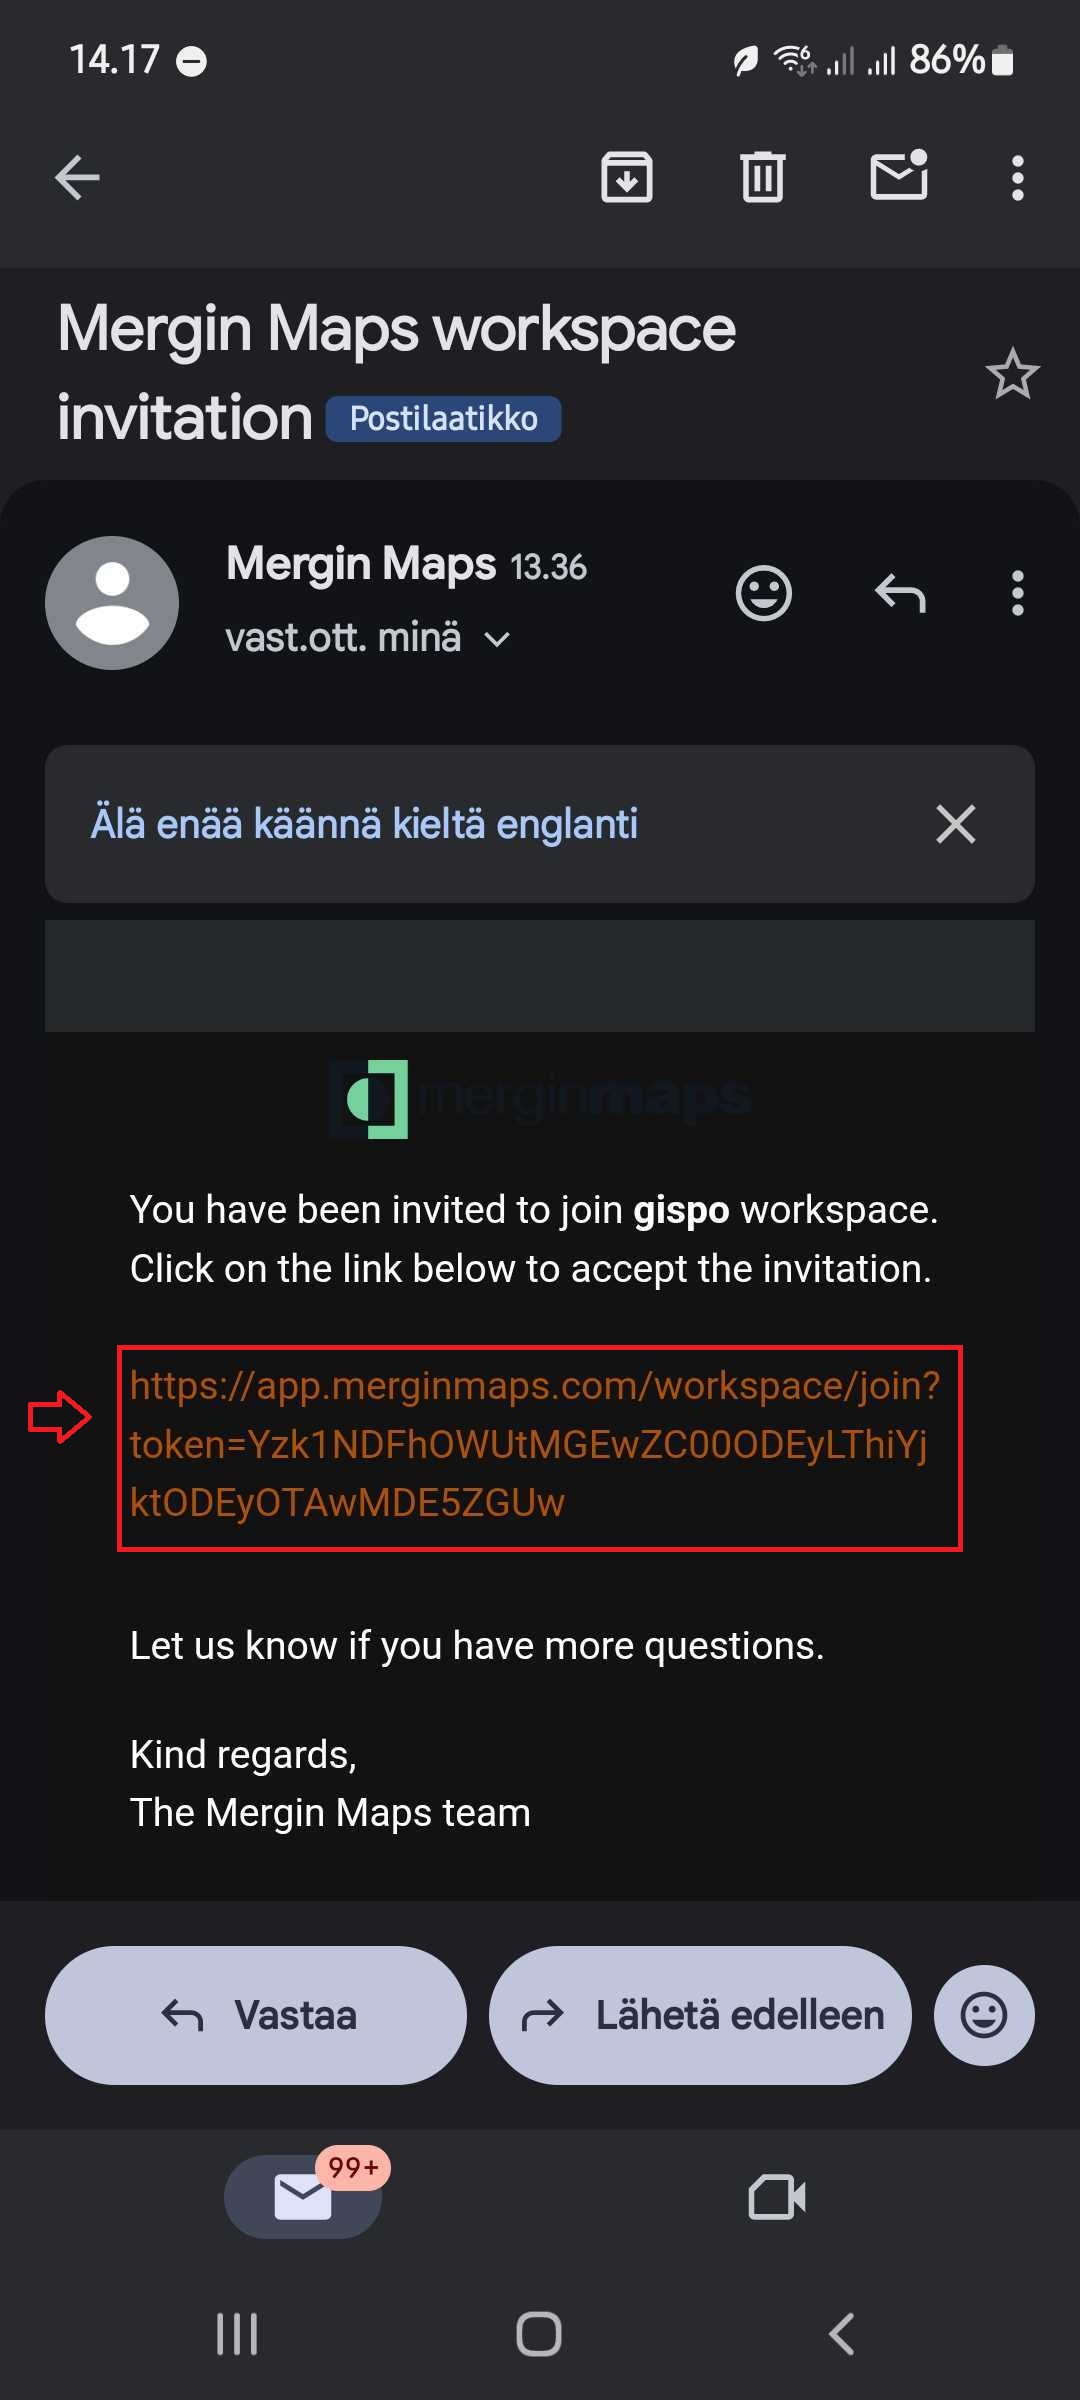 14.17
6
86%
Mergin Maps workspace
invitation Postilaatikko
Mergin Maps 13.36
vast.ott. minä
Älä enää käännä kieltä englanti
merginmaps
You have been invited to join gispo workspace.
Click on the link below to accept the invitation.
https://app.merginmaps.com/workspace/join?
token=Yzk1NDFhOWUtMGEwZC00ODEyLThiYj
ktODEyOTAwMDE5ZGUw
Let us know if you have more questions.
Kind regards,
The Mergin Maps team
Vastaa
Lähetä edelleen
99+